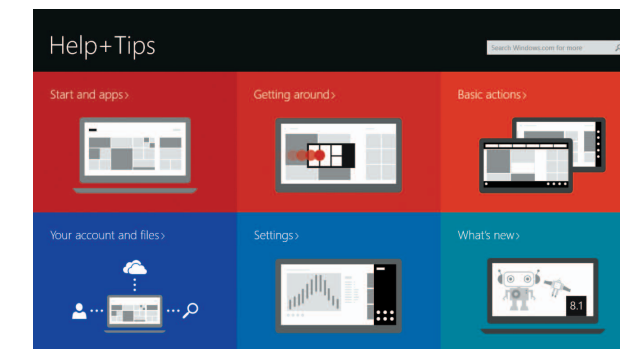 Help+Tips
Search Windows.com for more
Start and apps›
Getting around›
Basic actions›
Your account and files›
Settings›
What's new›
8.1